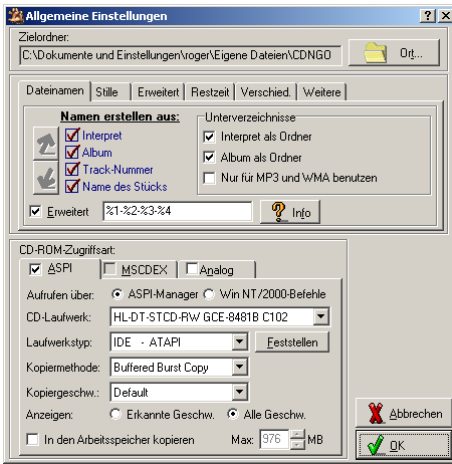 Allgemeine Einstellungen
Zielordner:
C:\Dokumente und Einstellungen\roger\Eigene Dateien\CDNGO
Ort...
Dateinamen Stille Erweitert Restzeit Verschied. Weitere
Namen erstellen aus:
Interpret
Album
Track-Nummer
Name des Stücks
Unterverzeichnisse
Interpret als Ordner
Album als Ordner
Nur für MP3 und WMA benutzen
Erweitert %1-%2-%3-%4 Info
CD-ROM-Zugriffsart:
ASPI MSCDEX Analog
Aufrufen über: ASPI-Manager Win NT/2000-Befehle
CD-Laufwerk: HL-DT-STCD-RW GCE-8481B C102
Laufwerkstyp: IDE - ATAPI Feststellen
Kopiermethode: Buffered Burst Copy
Kopiergeschw.: Default
Anzeigen: Erkannte Geschw. Alle Geschw.
In den Arbeitsspeicher kopieren Max: 976 MB
Abbrechen
OK